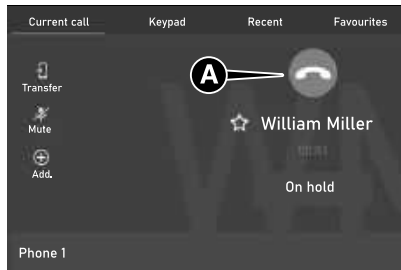 Current call Keypad Recent Favourites
A
Transfer
Mute
William Miller
Add.
On hold
Phone 1